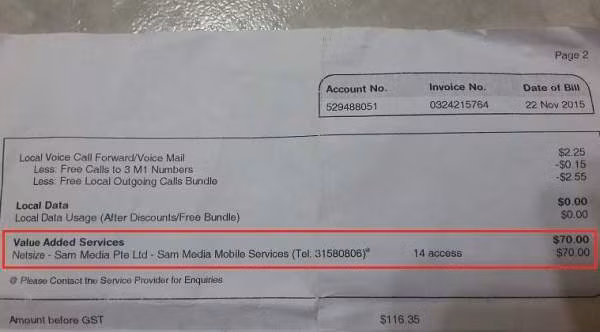 Page 2
Account No. Invoice No. Date of Bill
529488051 0324215764 22 Nov 2015
Local Voice Call Forward/Voice Mail $2.25
Less: Free Calls to 3 M1 Numbers -$0.15
Less: Free Local Outgoing Calls Bundle -$2.55
Local Data $0.00
Local Data Usage (After Discounts/Free Bundle) $0.00
Value Added Services $70.00
Netsize - Sam Media Pte Ltd - Sam Media Mobile Services (Tel: 31580806)@ 14 access $70.00
@ Please Contact the Service Provider for Enquiries
Amount before GST $116.35